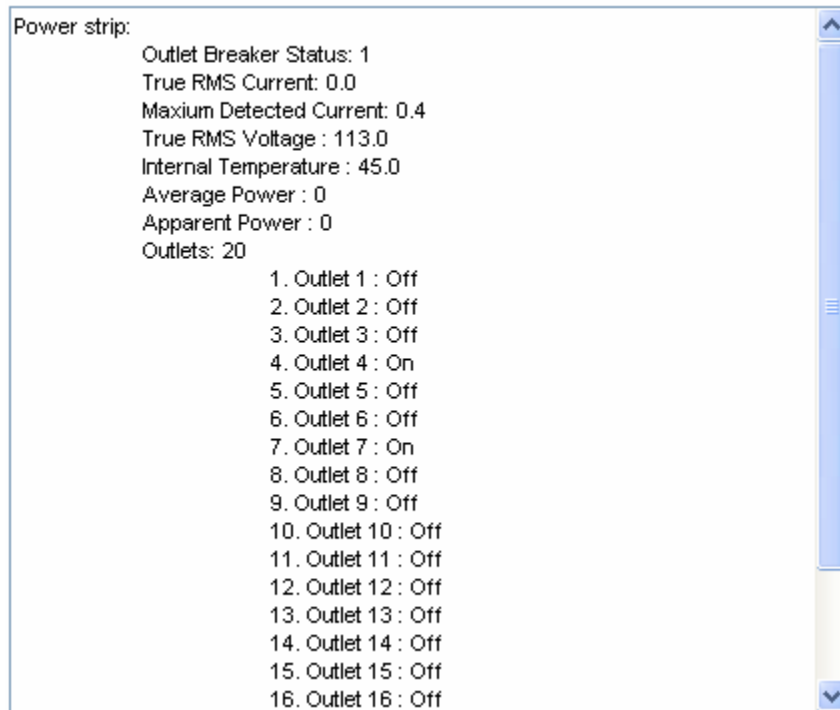 Power strip:
Outlet Breaker Status: 1
True RMS Current: 0.0
Maxium Detected Current: 0.4
True RMS Voltage : 113.0
Internal Temperature : 45.0
Average Power : 0
Apparent Power : 0
Outlets: 20
1. Outlet 1 : Off
2. Outlet 2 : Off
3. Outlet 3 : Off
4. Outlet 4 : On
5. Outlet 5 : Off
6. Outlet 6 : Off
7. Outlet 7 : On
8. Outlet 8 : Off
9. Outlet 9 : Off
10. Outlet 10 : Off
11. Outlet 11 : Off
12. Outlet 12 : Off
13. Outlet 13 : Off
14. Outlet 14 : Off
15. Outlet 15 : Off
16. Outlet 16 : Off